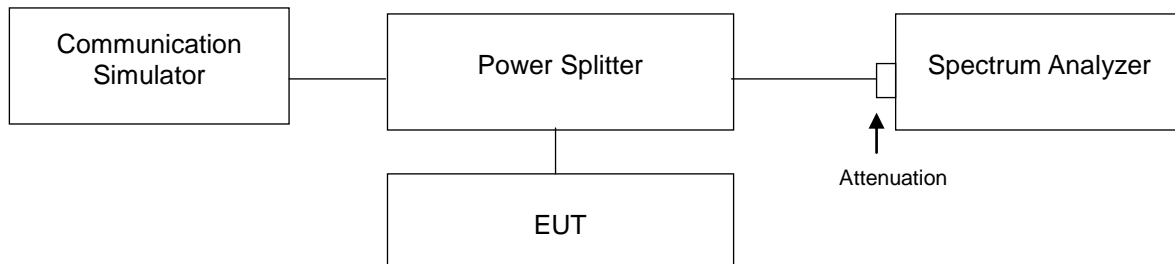 Communication
Simulator
Power Splitter
Spectrum Analyzer
Attenuation
EUT